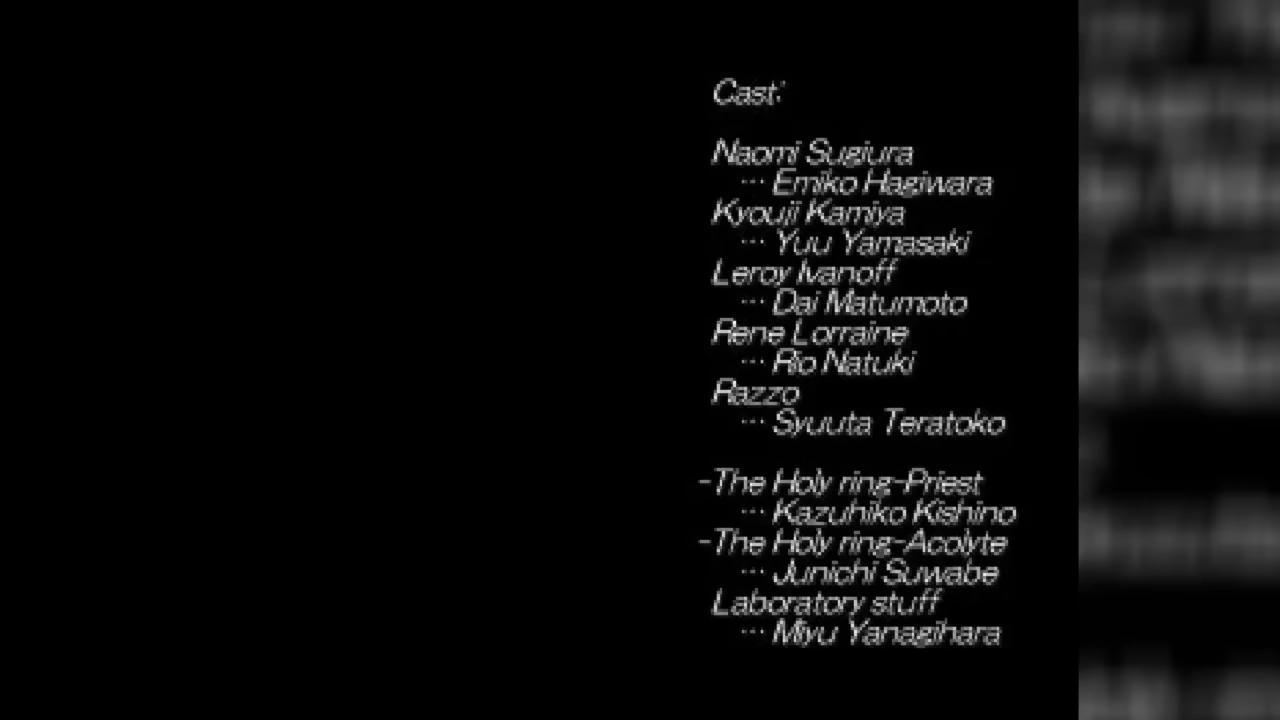 Cast:
Naomi Sugiura
… Emiko Hagiwara
Kyouji Kamiya
… Yuu Yamasaki
Leroy Ivanoff
… Dai Matumoto
Rene Lorraine
… Rio Natuki
Razzo
… Syuuta Teratoko
-The Holy ring-Priest
… Kazuhiko Kishino
-The Holy ring-Acolyte
… Junichi Suwabe
Laboratory stuff
… Miyu Yanagihara